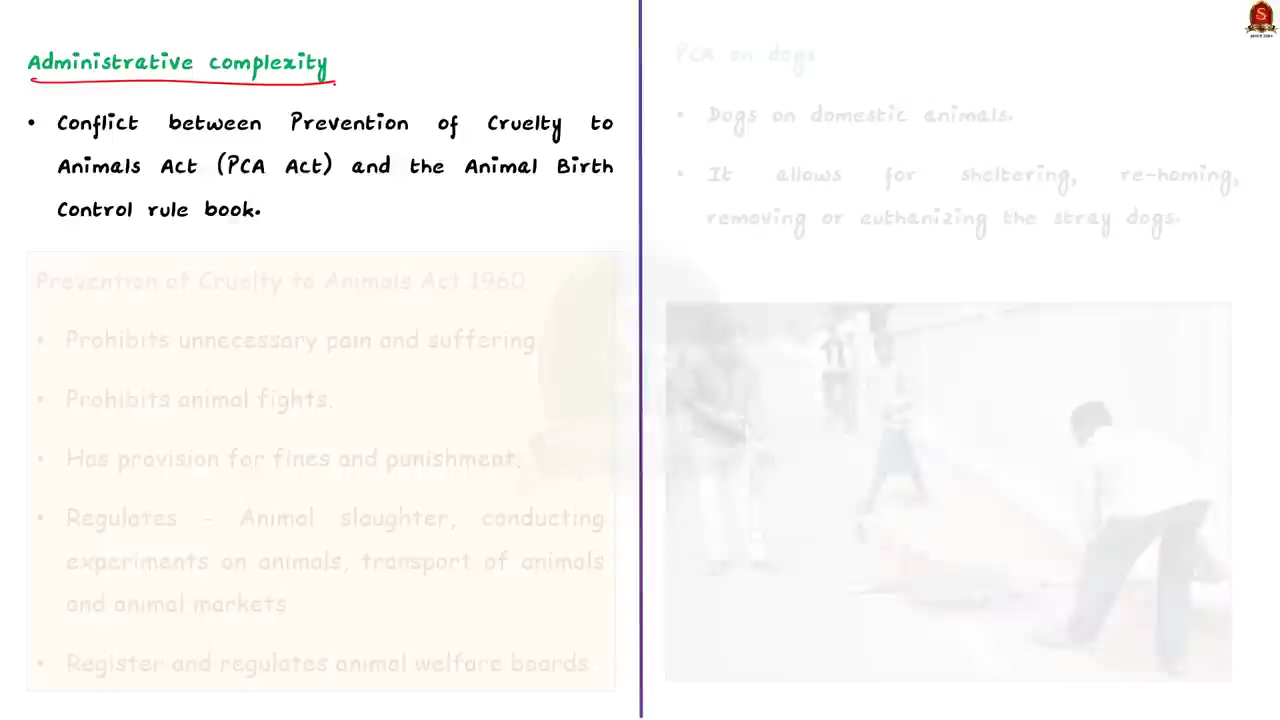 Administrative complexity
• Conflict between Prevention of Cruelty to
Animals Act (PCA Act) and the Animal Birth
Control rule book.
Prevention of Cruelty to Animals Act 1960
• Prohibits unnecessary pain and suffering.
• Prohibits animal fights.
• Has provision for fines and punishment.
• Regulates - Animal slaughter, conducting
experiments on animals, transport of animals
and animal markets
• Register and regulates animal welfare boards.
PCA on dogs
• Dogs on domestic animals.
• It allows for sheltering, re-homing,
removing or euthanizing the stray dogs.
S
SINCE 2004